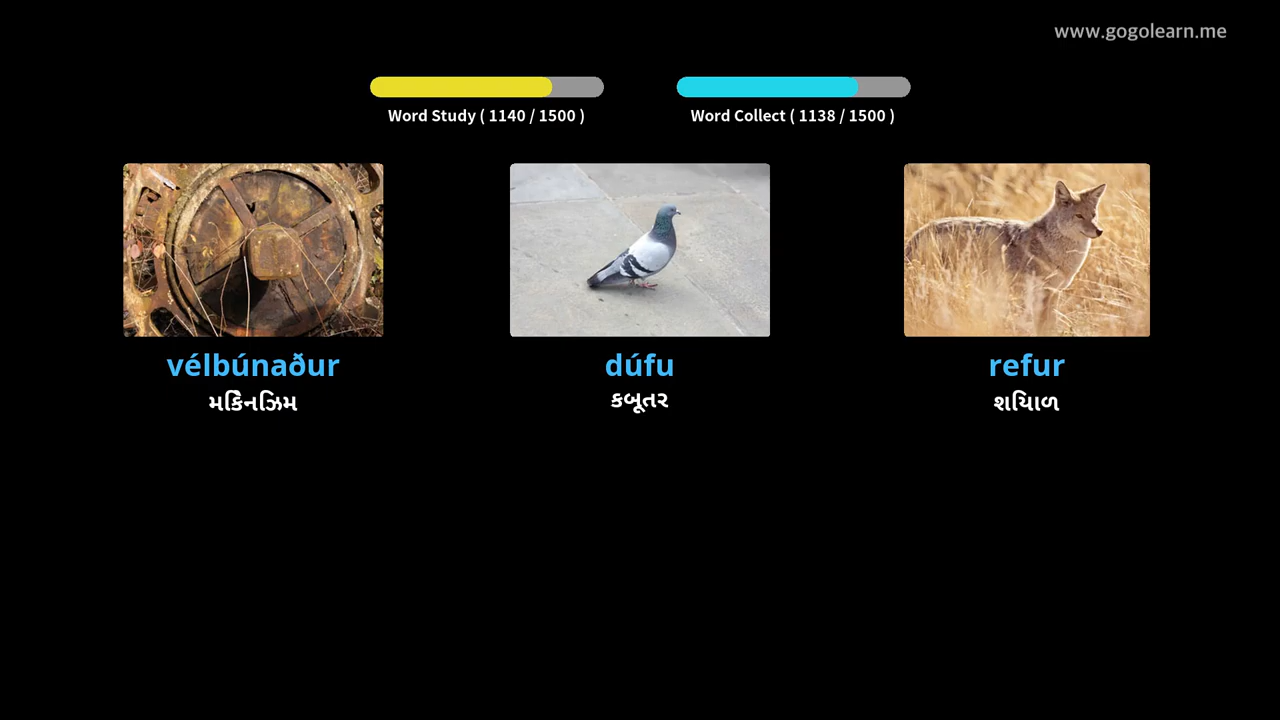 www.gogolearn.me
Word Study ( 1140 / 1500 )
Word Collect ( 1138 / 1500 )
vélbúnaður
dúfu
refur
મિકેનિઝમ
કબૂતર
શિયાળ